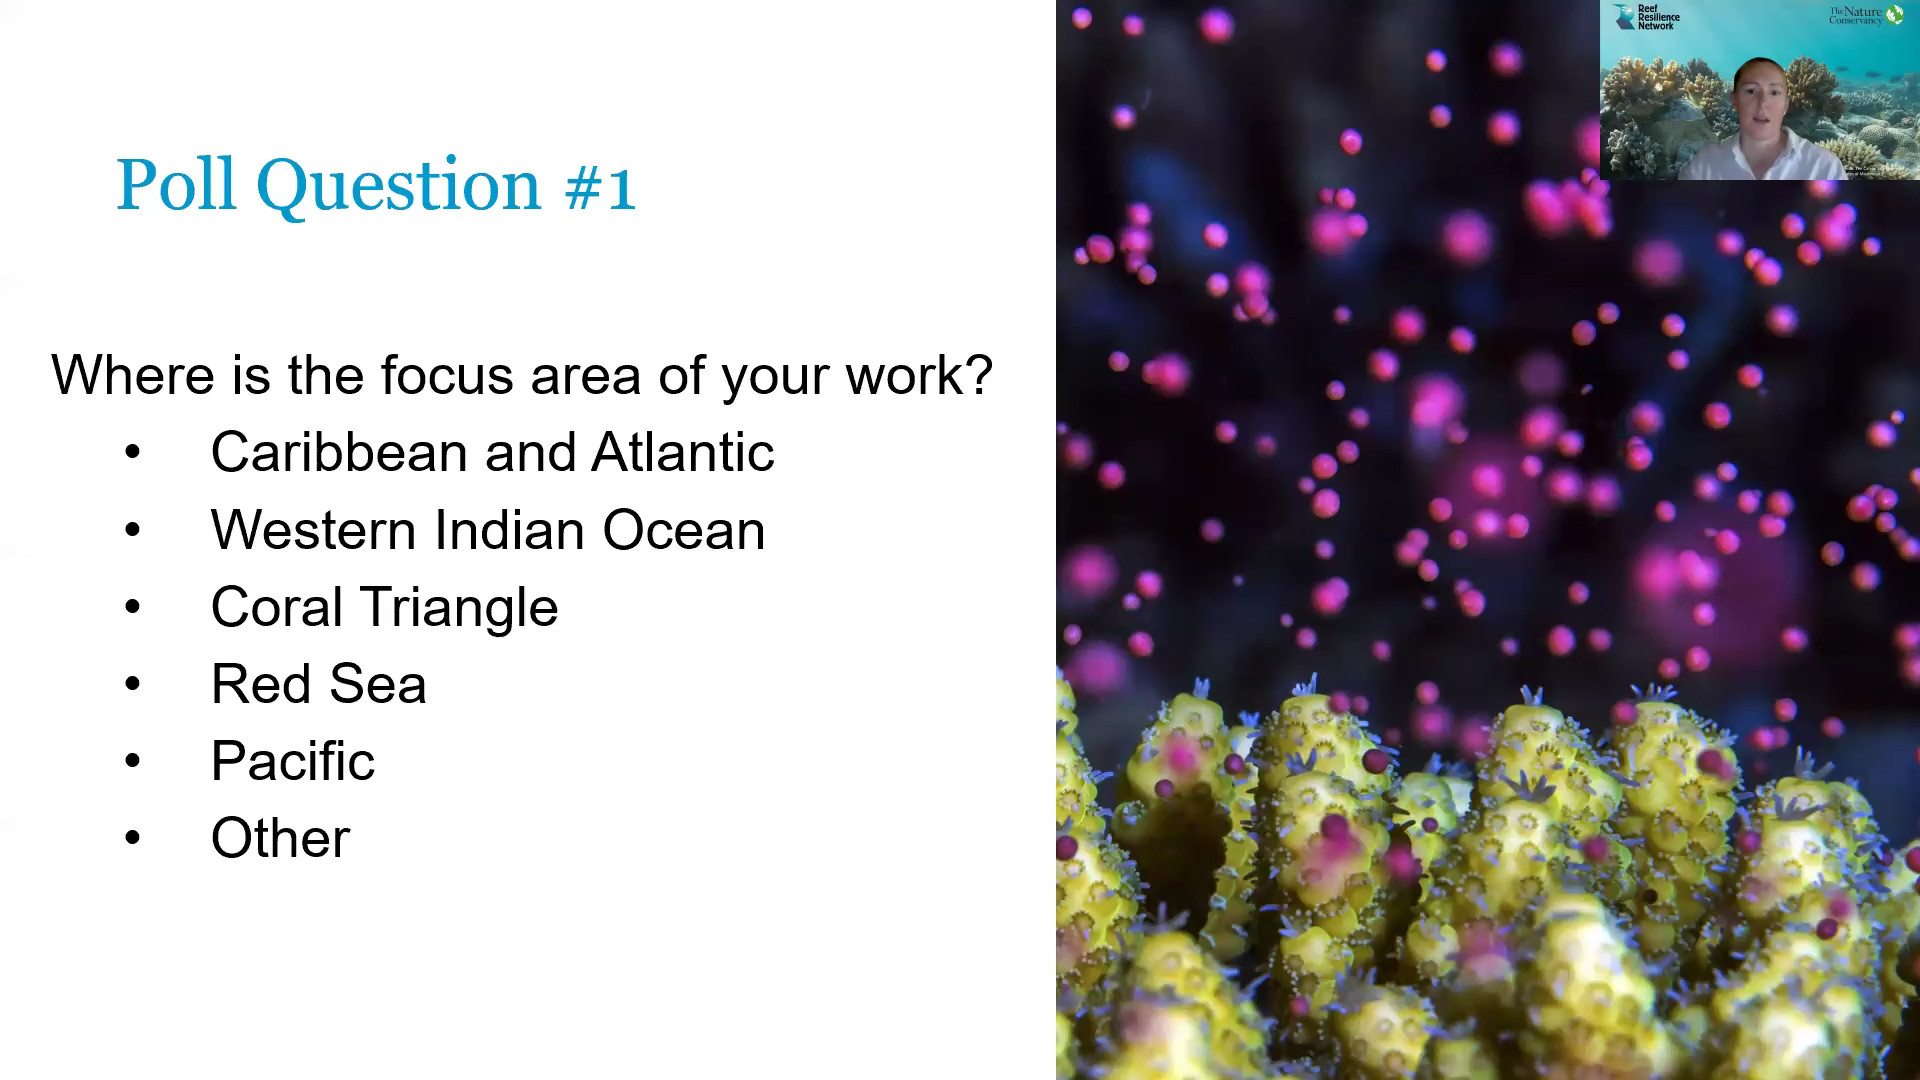 Poll Question #1
Where is the focus area of your work?
• Caribbean and Atlantic
• Western Indian Ocean
• Coral Triangle
• Red Sea
• Pacific
• Other
Reef
Resilience
Network
The Nature
Conservancy